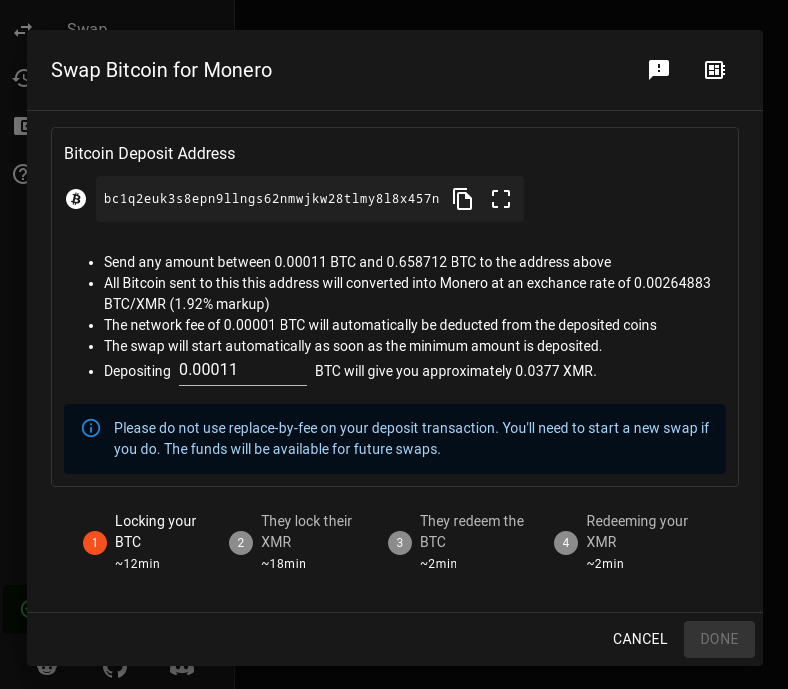 Swap
Swap Bitcoin for Monero
Bitcoin Deposit Address
bc1q2euk3s8epn9llngs62nmwjkw28tlmy8l8x457n
Send any amount between 0.00011 BTC and 0.658712 BTC to the address above
All Bitcoin sent to this this address will converted into Monero at an exchance rate of 0.00264883
BTC/XMR (1.92% markup)
The network fee of 0.00001 BTC will automatically be deducted from the deposited coins
The swap will start automatically as soon as the minimum amount is deposited.
Depositing 0.00011 BTC will give you approximately 0.0377 XMR.
Please do not use replace-by-fee on your deposit transaction. You'll need to start a new swap if
you do. The funds will be available for future swaps.
1 Locking your
BTC
~12min
2 They lock their
XMR
~18min
3 They redeem the
BTC
~2min
4 Redeeming your
XMR
~2min
CANCEL DONE